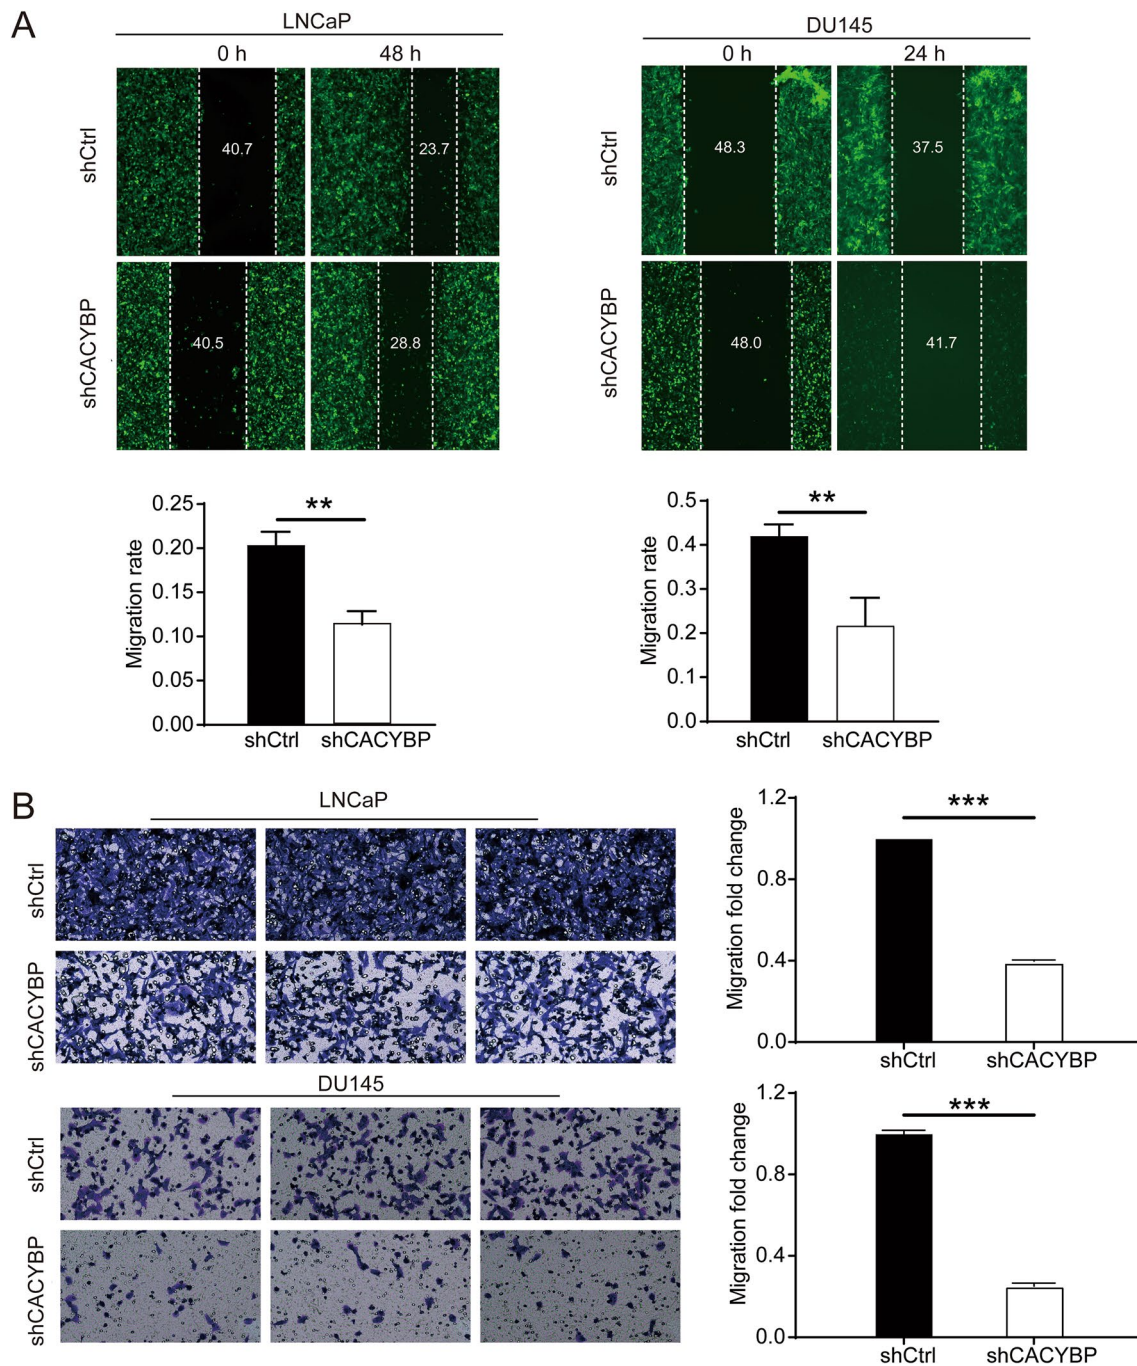 A
LNCaP
0 h
48 h
shCtrl
40.7
23.7
shCACYBP
40.5
28.8
DU145
0 h
24 h
shCtrl
48.3
37.5
shCACYBP
48.0
41.7
**
Migration rate
0.25
0.20
0.15
0.10
0.05
0.00
shCtrl
shCACYBP
**
Migration rate
0.5
0.4
0.3
0.2
0.1
0.0
shCtrl
shCACYBP
B
LNCaP
shCtrl
shCACYBP
***
Migration fold change
1.2
0.8
0.4
0.0
shCtrl
shCACYBP
DU145
shCtrl
shCACYBP
***
Migration fold change
1.2
0.8
0.4
0.0
shCtrl
shCACYBP